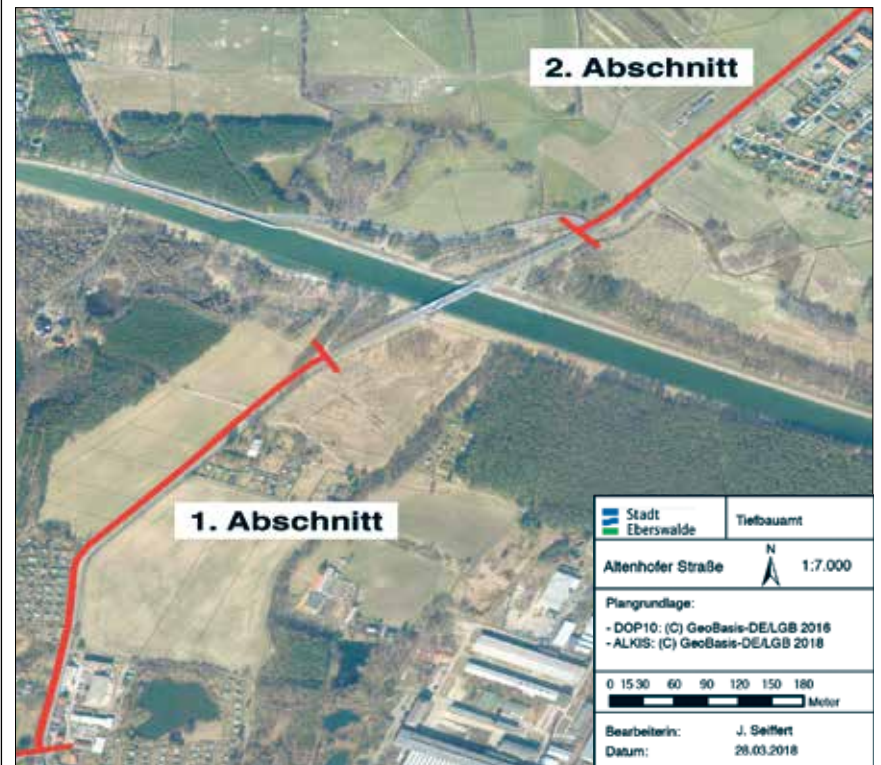 2. Abschnitt
1. Abschnitt
Stadt
Eberswalde
Tiefbauamt
Altenhofer Straße
N
1:7.000
Plangrundlage:
- DOP10: (C) GeoBasis-DE/LGB 2016
- ALKIS: (C) GeoBasis-DE/LGB 2018
0 15 30 60 90 120 150 180
Meter
Bearbeiterin: J. Seiffert
Datum: 28.03.2018